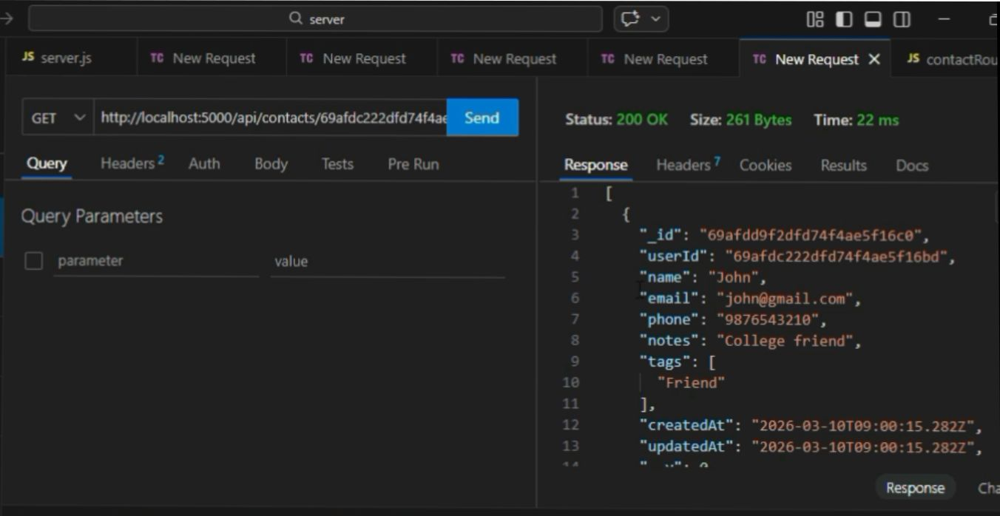 server
JS server.js
TC New Request
TC New Request
TC New Request
TC New Request
TC New Request
JS contactRou
GET
http://localhost:5000/api/contacts/69afdc222dfd74f4ae
Send
Status: 200 OK Size: 261 Bytes Time: 22 ms
Query Headers 2 Auth Body Tests Pre Run
Response Headers 7 Cookies Results Docs
Query Parameters
parameter value
1 [
2 {
3 "_id": "69afdd9f2dfd74f4ae5f16c0",
4 "userId": "69afdc222dfd74f4ae5f16bd",
5 "name": "John",
6 "email": "john@gmail.com",
7 "phone": "9876543210",
8 "notes": "College friend",
9 "tags": [
10 "Friend"
11 ],
12 "createdAt": "2026-03-10T09:00:15.282Z",
13 "updatedAt": "2026-03-10T09:00:15.282Z",
Response Cha